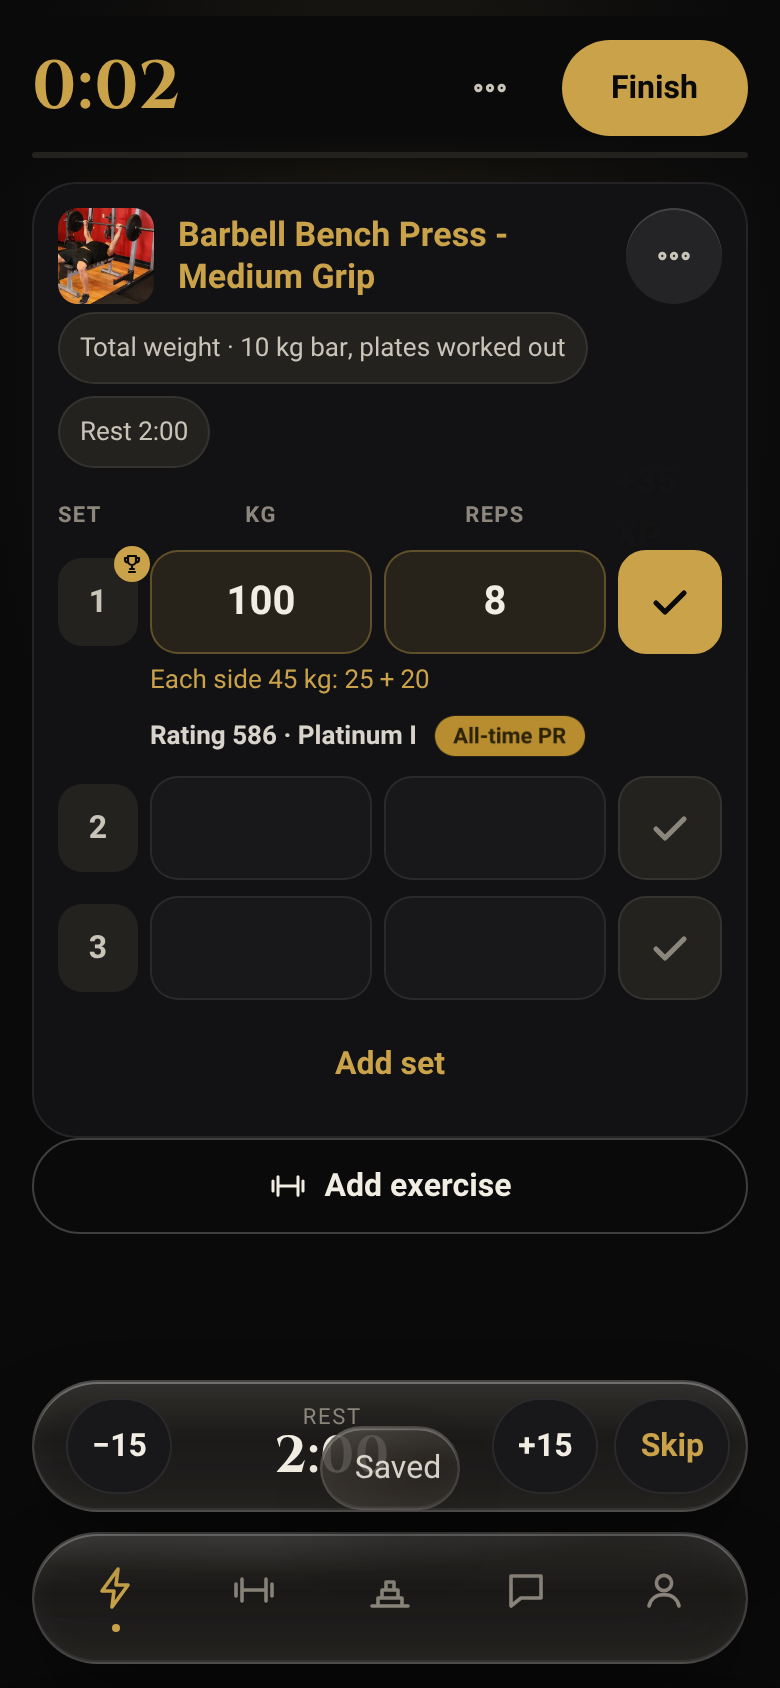 0:02
Finish
Barbell Bench Press -
Medium Grip
Total weight · 10 kg bar, plates worked out
Rest 2:00
SET KG REPS
1 100 8
Each side 45 kg: 25 + 20
Rating 586 · Platinum I All-time PR
2
3
Add set
Add exercise
REST
−15 2:00 +15 Skip
Saved